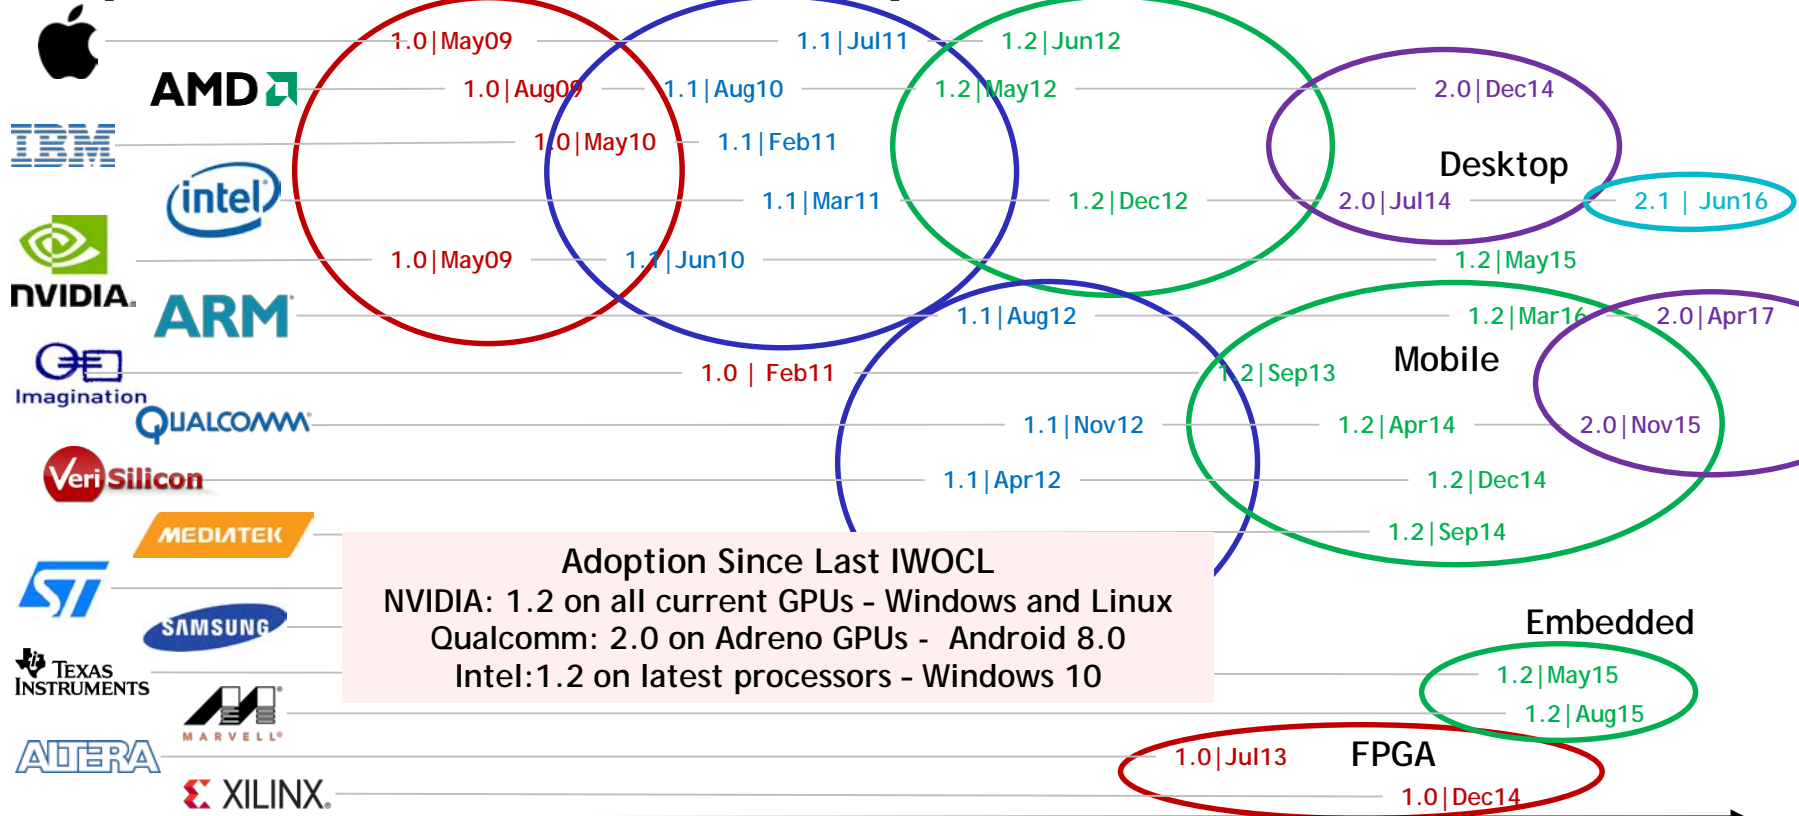 1.0|May09 1.1|Jul11 1.2|Jun12
AMD 1.0|Aug09 1.1|Aug10 1.2|May12 2.0|Dec14
IBM 1.0|May10 1.1|Feb11
Desktop
intel 1.1|Mar11 1.2|Dec12 2.0|Jul14 2.1 | Jun16
1.0|May09 1.1|Jun10 1.2|May15
NVIDIA.
ARM 1.1|Aug12 1.2|Mar16 2.0|Apr17
Mobile
1.0 | Feb11 1.2|Sep13
Imagination
QUALCOMM 1.1|Nov12 1.2|Apr14 2.0|Nov15
VeriSilicon 1.1|Apr12 1.2|Dec14
MEDIATEK 1.2|Sep14
Adoption Since Last IWOCL
ST
NVIDIA: 1.2 on all current GPUs – Windows and Linux
SAMSUNG
Embedded
Qualcomm: 2.0 on Adreno GPUs - Android 8.0
Intel:1.2 on latest processors – Windows 10
TEXAS
INSTRUMENTS
1.2|May15
MARVELL® 1.2|Aug15
ALTERA 1.0|Jul13 FPGA
XILINX. 1.0|Dec14